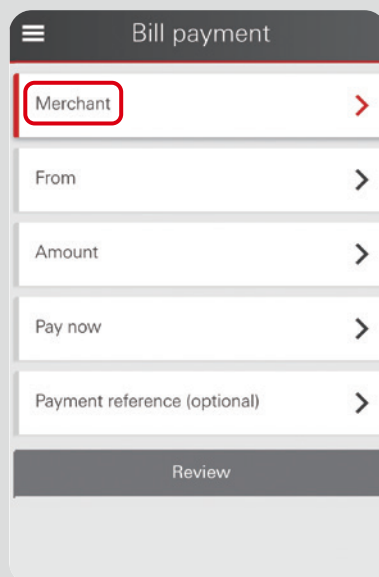 Bill payment
Merchant
From
Amount
Pay now
Payment reference (optional)
Review